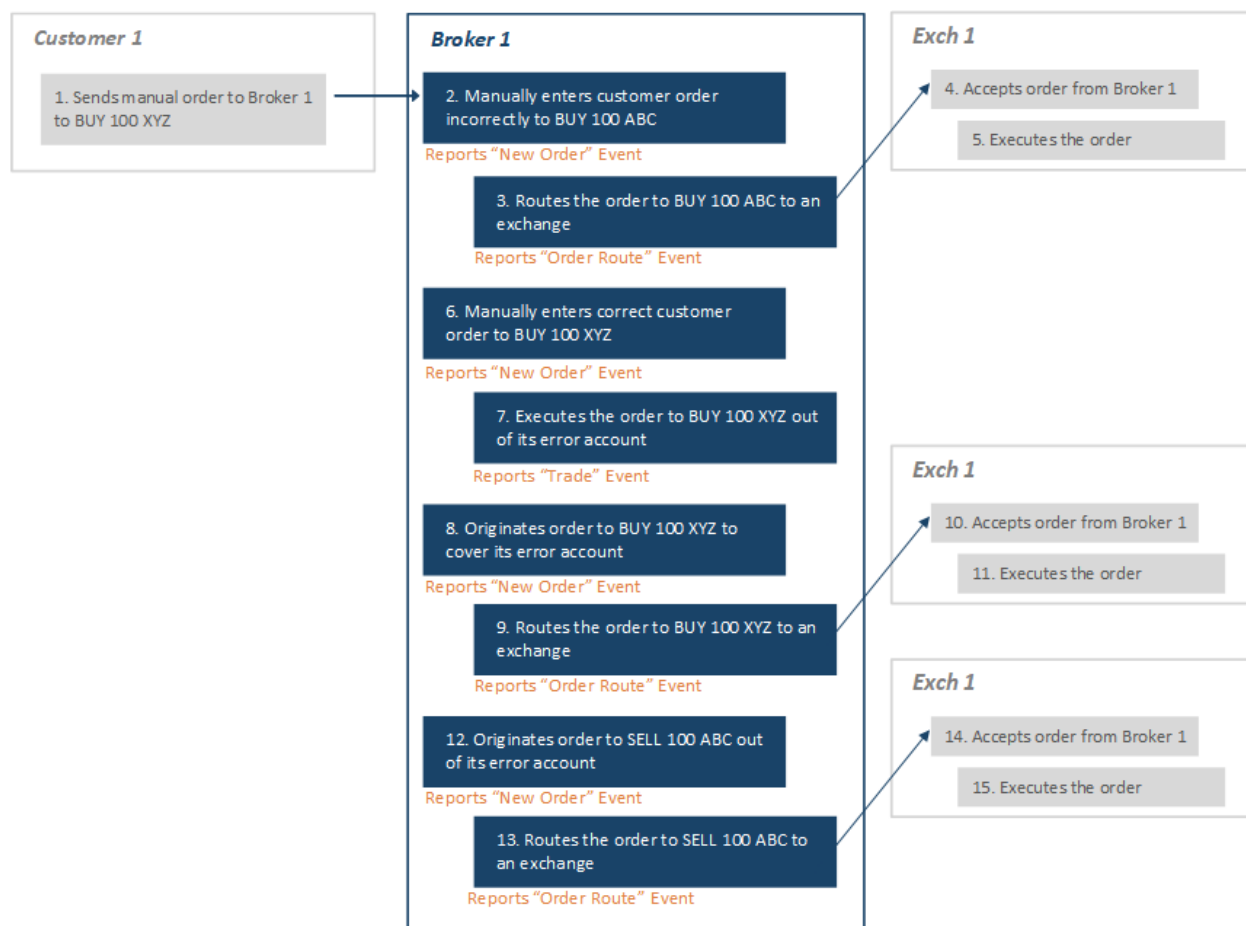 Customer 1
1. Sends manual order to Broker 1
to BUY 100 XYZ
Broker 1
2. Manually enters customer order
incorrectly to BUY 100 ABC
Reports “New Order” Event
3. Routes the order to BUY 100 ABC to an
exchange
Reports “Order Route” Event
Exch 1
4. Accepts order from Broker 1
5. Executes the order
6. Manually enters correct customer
order to BUY 100 XYZ
Reports “New Order” Event
7. Executes the order to BUY 100 XYZ out
of its error account
Reports “Trade” Event
8. Originates order to BUY 100 XYZ to
cover its error account
Reports “New Order” Event
9. Routes the order to BUY 100 XYZ to an
exchange
Reports “Order Route” Event
Exch 1
10. Accepts order from Broker 1
11. Executes the order
12. Originates order to SELL 100 ABC out
of its error account
Reports “New Order” Event
13. Routes the order to SELL 100 ABC to
an exchange
Reports “Order Route” Event
Exch 1
14. Accepts order from Broker 1
15. Executes the order